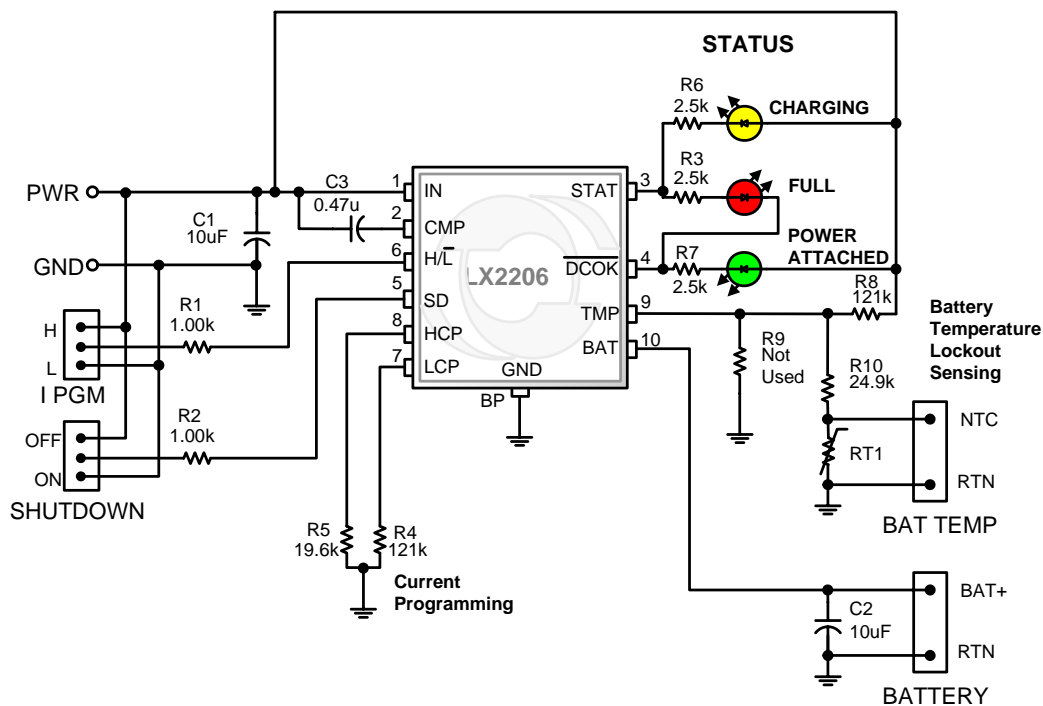 STATUS
R6
2.5k
CHARGING
R3
2.5k
FULL
POWER
ATTACHED
R7
2.5k
R8
121k
PWR
GND
C1
10uF
C3
0.47u
1
IN
2
CMP
6
H/L
5
SD
8
HCP
7
LCP
LX2206
STAT
3
DCOK
4
TMP
9
BAT
10
GND
BP
H
L
I PGM
R1
1.00k
OFF
ON
SHUTDOWN
R2
1.00k
R5
19.6k
R4
121k
Current
Programming
R9
Not
Used
R10
24.9k
RT1
Battery
Temperature
Lockout
Sensing
NTC
RTN
BAT TEMP
C2
10uF
BAT+
RTN
BATTERY